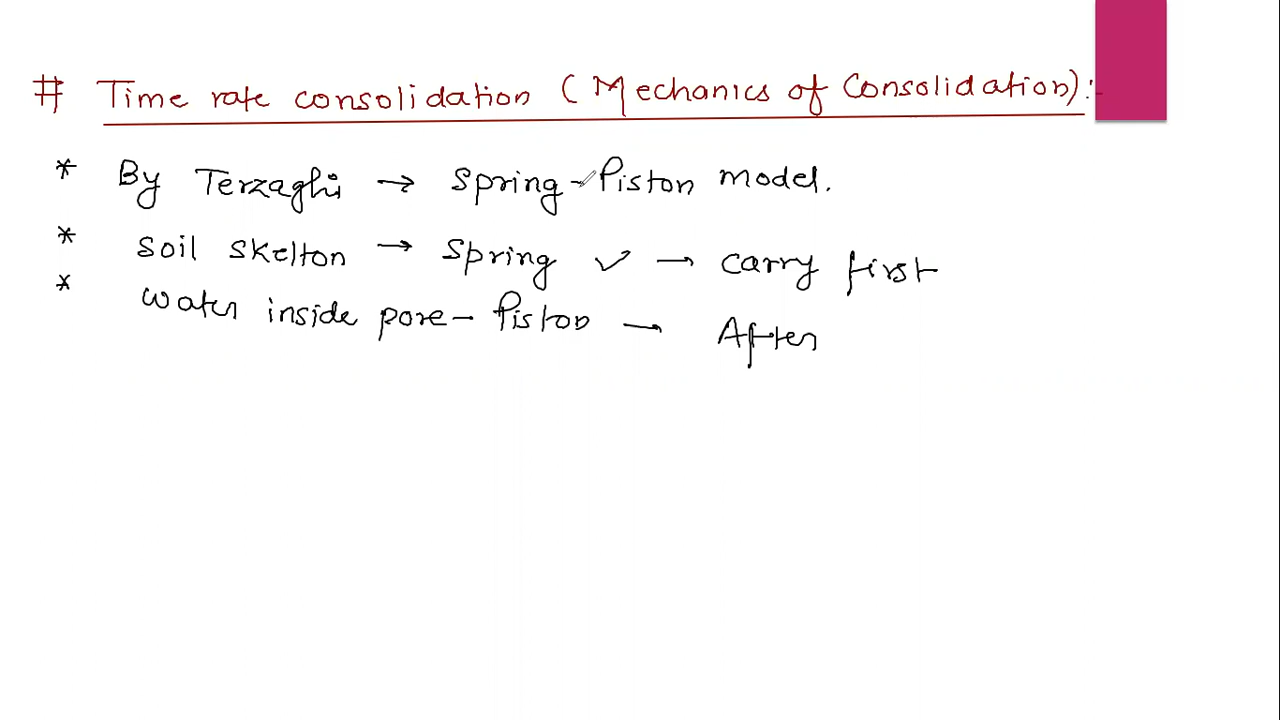 # Time rate consolidation (Mechanics of Consolidation):-
* By Terzaghi → Spring-Piston model.
* Soil skelton → Spring ✓ → carry first
* water inside pore - Piston → After